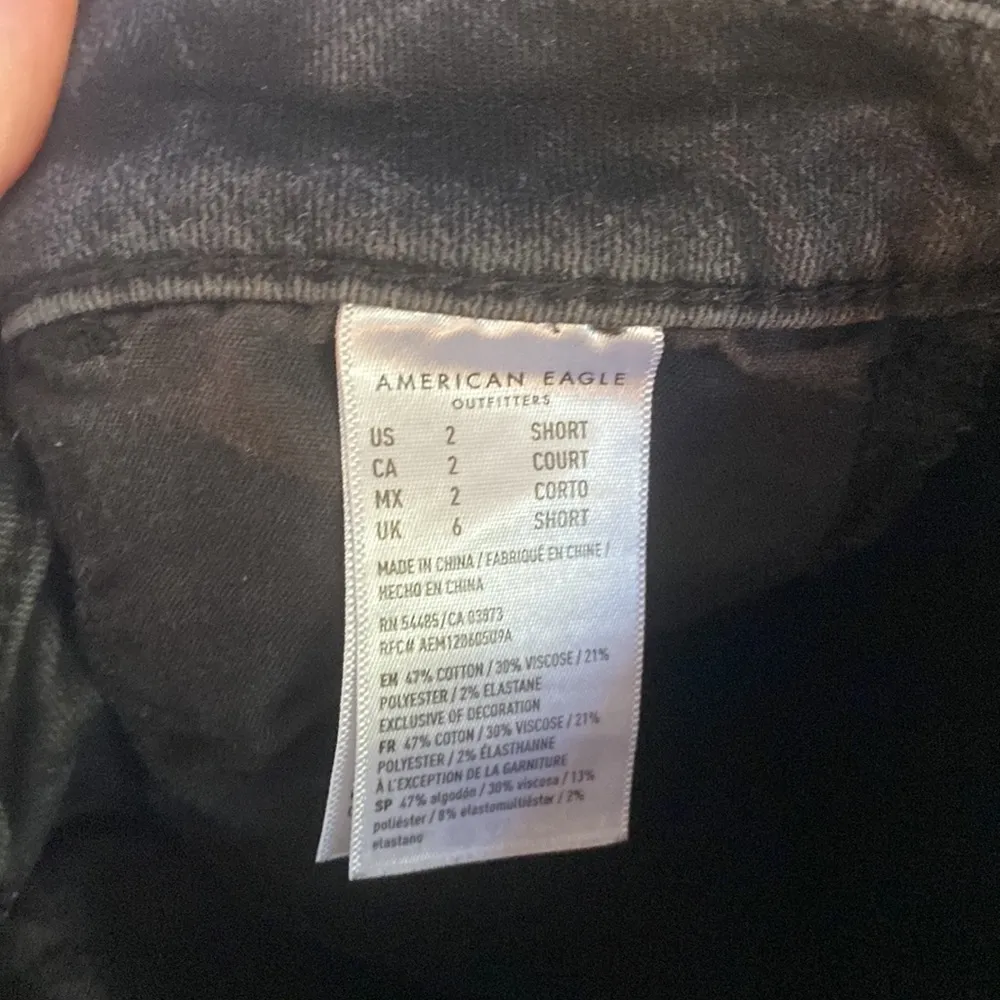 AMERICAN EAGLE
OUTFITTERS
US 2 SHORT
CA 2 COURT
MX 2 CORTO
UK 6 SHORT
MADE IN CHINA / FABRIQUÉ EN CHINE /
HECHO EN CHINA
RN 54485/CA 03873
RFC# AEM120605U9A
EN 47% COTTON / 30% VISCOSE / 21%
POLYESTER / 2% ELASTANE
EXCLUSIVE OF DECORATION
FR 47% COTON / 30% VISCOSE / 21%
POLYESTER / 2% ÉLASTHANNE
À L'EXCEPTION DE LA GARNITURE
SP 47% algodón / 30% viscosa / 13%
poliéster / 8% elastomultiéster / 2%
elastano